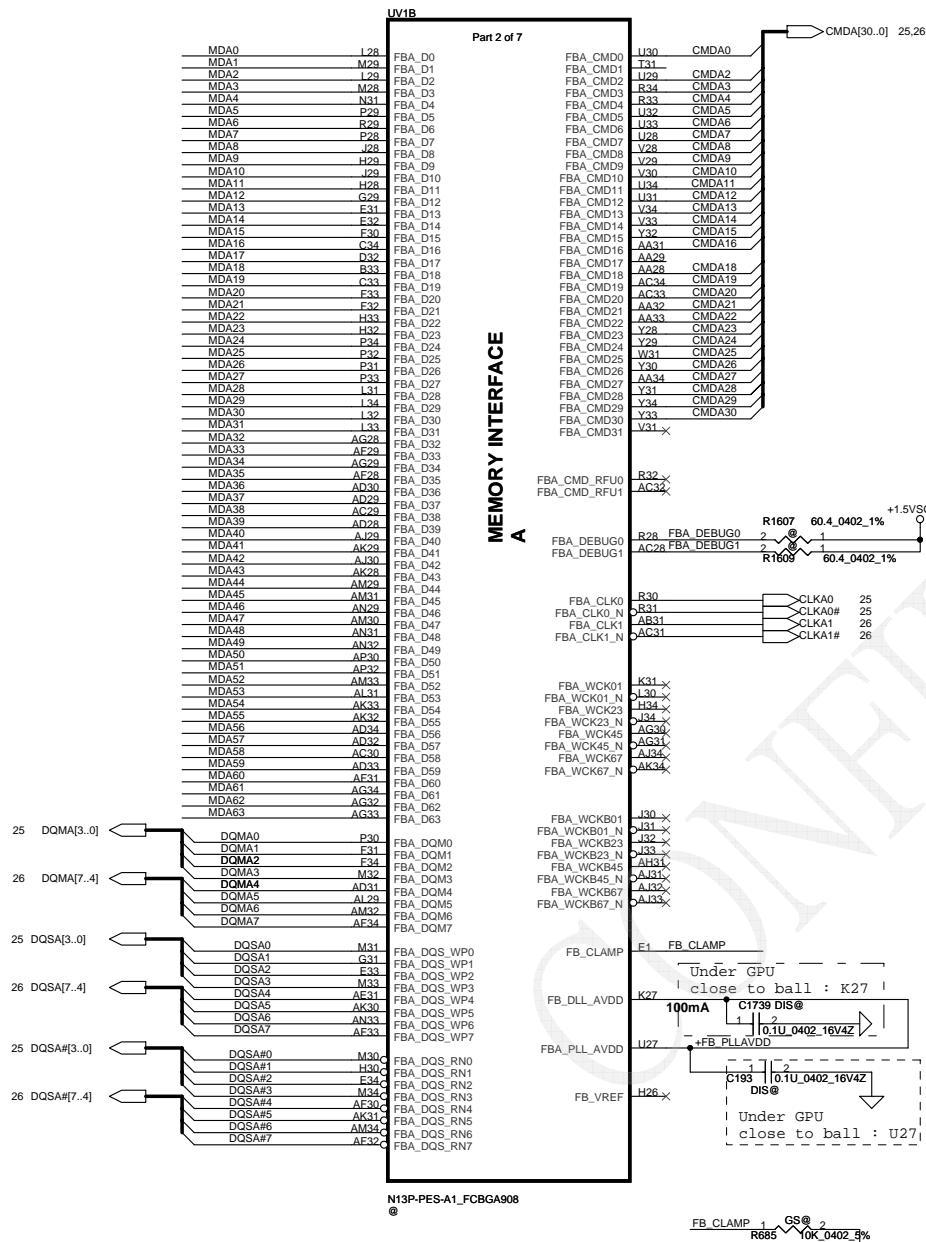 UV1B
Part 2 of 7
MEMORY INTERFACE
A
MDA0 L28 FBA_D0
MDA1 M29 FBA_D1
MDA2 L29 FBA_D2
MDA3 M28 FBA_D3
MDA4 N31 FBA_D4
MDA5 P29 FBA_D5
MDA6 R29 FBA_D6
MDA7 P28 FBA_D7
MDA8 J28 FBA_D8
MDA9 H29 FBA_D9
MDA10 J29 FBA_D10
MDA11 H28 FBA_D11
MDA12 G29 FBA_D12
MDA13 E31 FBA_D13
MDA14 E32 FBA_D14
MDA15 F30 FBA_D15
MDA16 C34 FBA_D16
MDA17 D32 FBA_D17
MDA18 B33 FBA_D18
MDA19 C33 FBA_D19
MDA20 F33 FBA_D20
MDA21 F32 FBA_D21
MDA22 H33 FBA_D22
MDA23 H32 FBA_D23
MDA24 P34 FBA_D24
MDA25 P32 FBA_D25
MDA26 P31 FBA_D26
MDA27 P33 FBA_D27
MDA28 L31 FBA_D28
MDA29 L34 FBA_D29
MDA30 L32 FBA_D30
MDA31 L33 FBA_D31
MDA32 AG28 FBA_D32
MDA33 AF29 FBA_D33
MDA34 AG29 FBA_D34
MDA35 AF28 FBA_D35
MDA36 AD30 FBA_D36
MDA37 AD29 FBA_D37
MDA38 AC29 FBA_D38
MDA39 AD28 FBA_D39
MDA40 AJ29 FBA_D40
MDA41 AK29 FBA_D41
MDA42 AJ30 FBA_D42
MDA43 AK28 FBA_D43
MDA44 AM29 FBA_D44
MDA45 AM31 FBA_D45
MDA46 AN29 FBA_D46
MDA47 AM30 FBA_D47
MDA48 AN31 FBA_D48
MDA49 AN32 FBA_D49
MDA50 AP30 FBA_D50
MDA51 AP32 FBA_D51
MDA52 AM33 FBA_D52
MDA53 AL31 FBA_D53
MDA54 AK33 FBA_D54
MDA55 AK32 FBA_D55
MDA56 AD34 FBA_D56
MDA57 AD32 FBA_D57
MDA58 AC30 FBA_D58
MDA59 AD33 FBA_D59
MDA60 AF31 FBA_D60
MDA61 AG34 FBA_D61
MDA62 AG32 FBA_D62
MDA63 AG33 FBA_D63
25 DQMA[3..0]
26 DQMA[7..4]
DQMA0 P30 FBA_DQM0
DQMA1 F31 FBA_DQM1
DQMA2 F34 FBA_DQM2
DQMA3 M32 FBA_DQM3
DQMA4 AD31 FBA_DQM4
DQMA5 AL29 FBA_DQM5
DQMA6 AM32 FBA_DQM6
DQMA7 AF34 FBA_DQM7
25 DQSA[3..0]
26 DQSA[7..4]
DQSA0 M31 FBA_DQS_WP0
DQSA1 G31 FBA_DQS_WP1
DQSA2 E33 FBA_DQS_WP2
DQSA3 M33 FBA_DQS_WP3
DQSA4 AE31 FBA_DQS_WP4
DQSA5 AK30 FBA_DQS_WP5
DQSA6 AN33 FBA_DQS_WP6
DQSA7 AF33 FBA_DQS_WP7
25 DQSA#[3..0]
26 DQSA#[7..4]
DQSA#0 M30 FBA_DQS_RN0
DQSA#1 H30 FBA_DQS_RN1
DQSA#2 E34 FBA_DQS_RN2
DQSA#3 M34 FBA_DQS_RN3
DQSA#4 AF30 FBA_DQS_RN4
DQSA#5 AK31 FBA_DQS_RN5
DQSA#6 AM34 FBA_DQS_RN6
DQSA#7 AF32 FBA_DQS_RN7
CMDA[30..0] 25,26
FBA_CMD0 U30 CMDA0
FBA_CMD1 T31
FBA_CMD2 U29 CMDA2
FBA_CMD3 R34 CMDA3
FBA_CMD4 R33 CMDA4
FBA_CMD5 U32 CMDA5
FBA_CMD6 U33 CMDA6
FBA_CMD7 U28 CMDA7
FBA_CMD8 V28 CMDA8
FBA_CMD9 V29 CMDA9
FBA_CMD10 V30 CMDA10
FBA_CMD11 U34 CMDA11
FBA_CMD12 U31 CMDA12
FBA_CMD13 V34 CMDA13
FBA_CMD14 V33 CMDA14
FBA_CMD15 Y32 CMDA15
FBA_CMD16 AA31 CMDA16
FBA_CMD17 AA29
FBA_CMD18 AA28 CMDA18
FBA_CMD19 AC34 CMDA19
FBA_CMD20 AC33 CMDA20
FBA_CMD21 AA32 CMDA21
FBA_CMD22 AA33 CMDA22
FBA_CMD23 Y28 CMDA23
FBA_CMD24 Y29 CMDA24
FBA_CMD25 W31 CMDA25
FBA_CMD26 Y30 CMDA26
FBA_CMD27 AA34 CMDA27
FBA_CMD28 Y31 CMDA28
FBA_CMD29 Y34 CMDA29
FBA_CMD30 Y33 CMDA30
FBA_CMD31 V31
FBA_CMD_RFU0 R32
FBA_CMD_RFU1 AC32
+1.5VS
FBA_DEBUG0 R28 FBA_DEBUG0 2 R1607 @ 1 60.4_0402_1%
FBA_DEBUG1 AC28 FBA_DEBUG1 2 R1609 @ 1 60.4_0402_1%
FBA_CLK0 R30 CLKA0 25
FBA_CLK0_N R31 CLKA0# 25
FBA_CLK1 AB31 CLKA1 26
FBA_CLK1_N AC31 CLKA1# 26
FBA_WCK01 K31
FBA_WCK01_N L30
FBA_WCK23 H34
FBA_WCK23_N J34
FBA_WCK45 AG30
FBA_WCK45_N AG31
FBA_WCK67 AJ34
FBA_WCK67_N AK34
FBA_WCKB01 J30
FBA_WCKB01_N J31
FBA_WCKB23 J32
FBA_WCKB23_N J33
FBA_WCKB45 AH31
FBA_WCKB45_N AJ31
FBA_WCKB67 AJ32
FBA_WCKB67_N AJ33
FB_CLAMP E1 FB_CLAMP
Under GPU
close to ball : K27
FB_DLL_AVDD K27
100mA
C1739 DIS@
1 2
0.1U_0402_16V4Z
FBA_PLL_AVDD U27 +FB_PLLAVDD
1 2
C193 0.1U_0402_16V4Z
DIS@
FB_VREF H26
Under GPU
close to ball : U27
N13P-PES-A1_FCBGA908
@
FB_CLAMP 1 GS@ 2
R685 10K_0402_5%